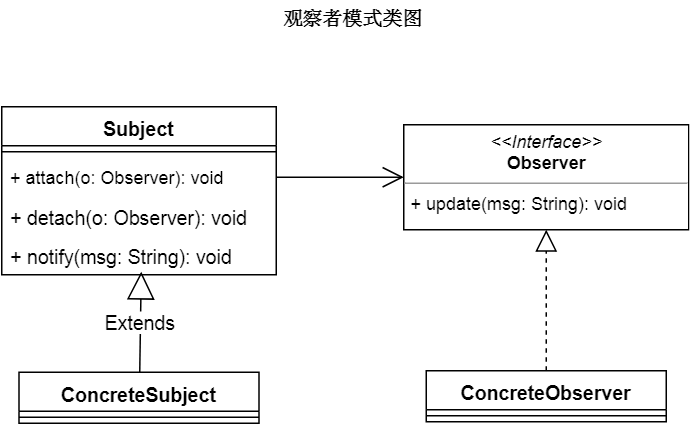 观察者模式类图
Subject
+ attach(o: Observer): void
+ detach(o: Observer): void
+ notify(msg: String): void
<<Interface>>
Observer
+ update(msg: String): void
Extends
ConcreteSubject
ConcreteObserver